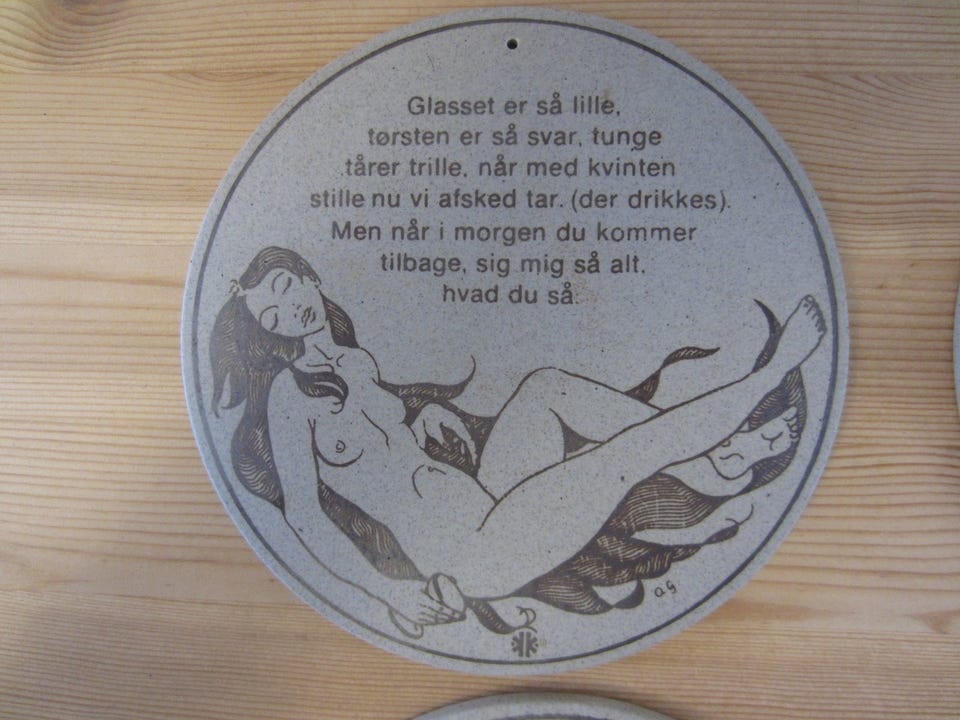 Glasset er så lille,
tørsten er så svar, tunge
tårer trille, når med kvinten
stille nu vi afsked tar. (der drikkes).
Men når i morgen du kommer
tilbage, sig mig så alt,
hvad du så.
aG